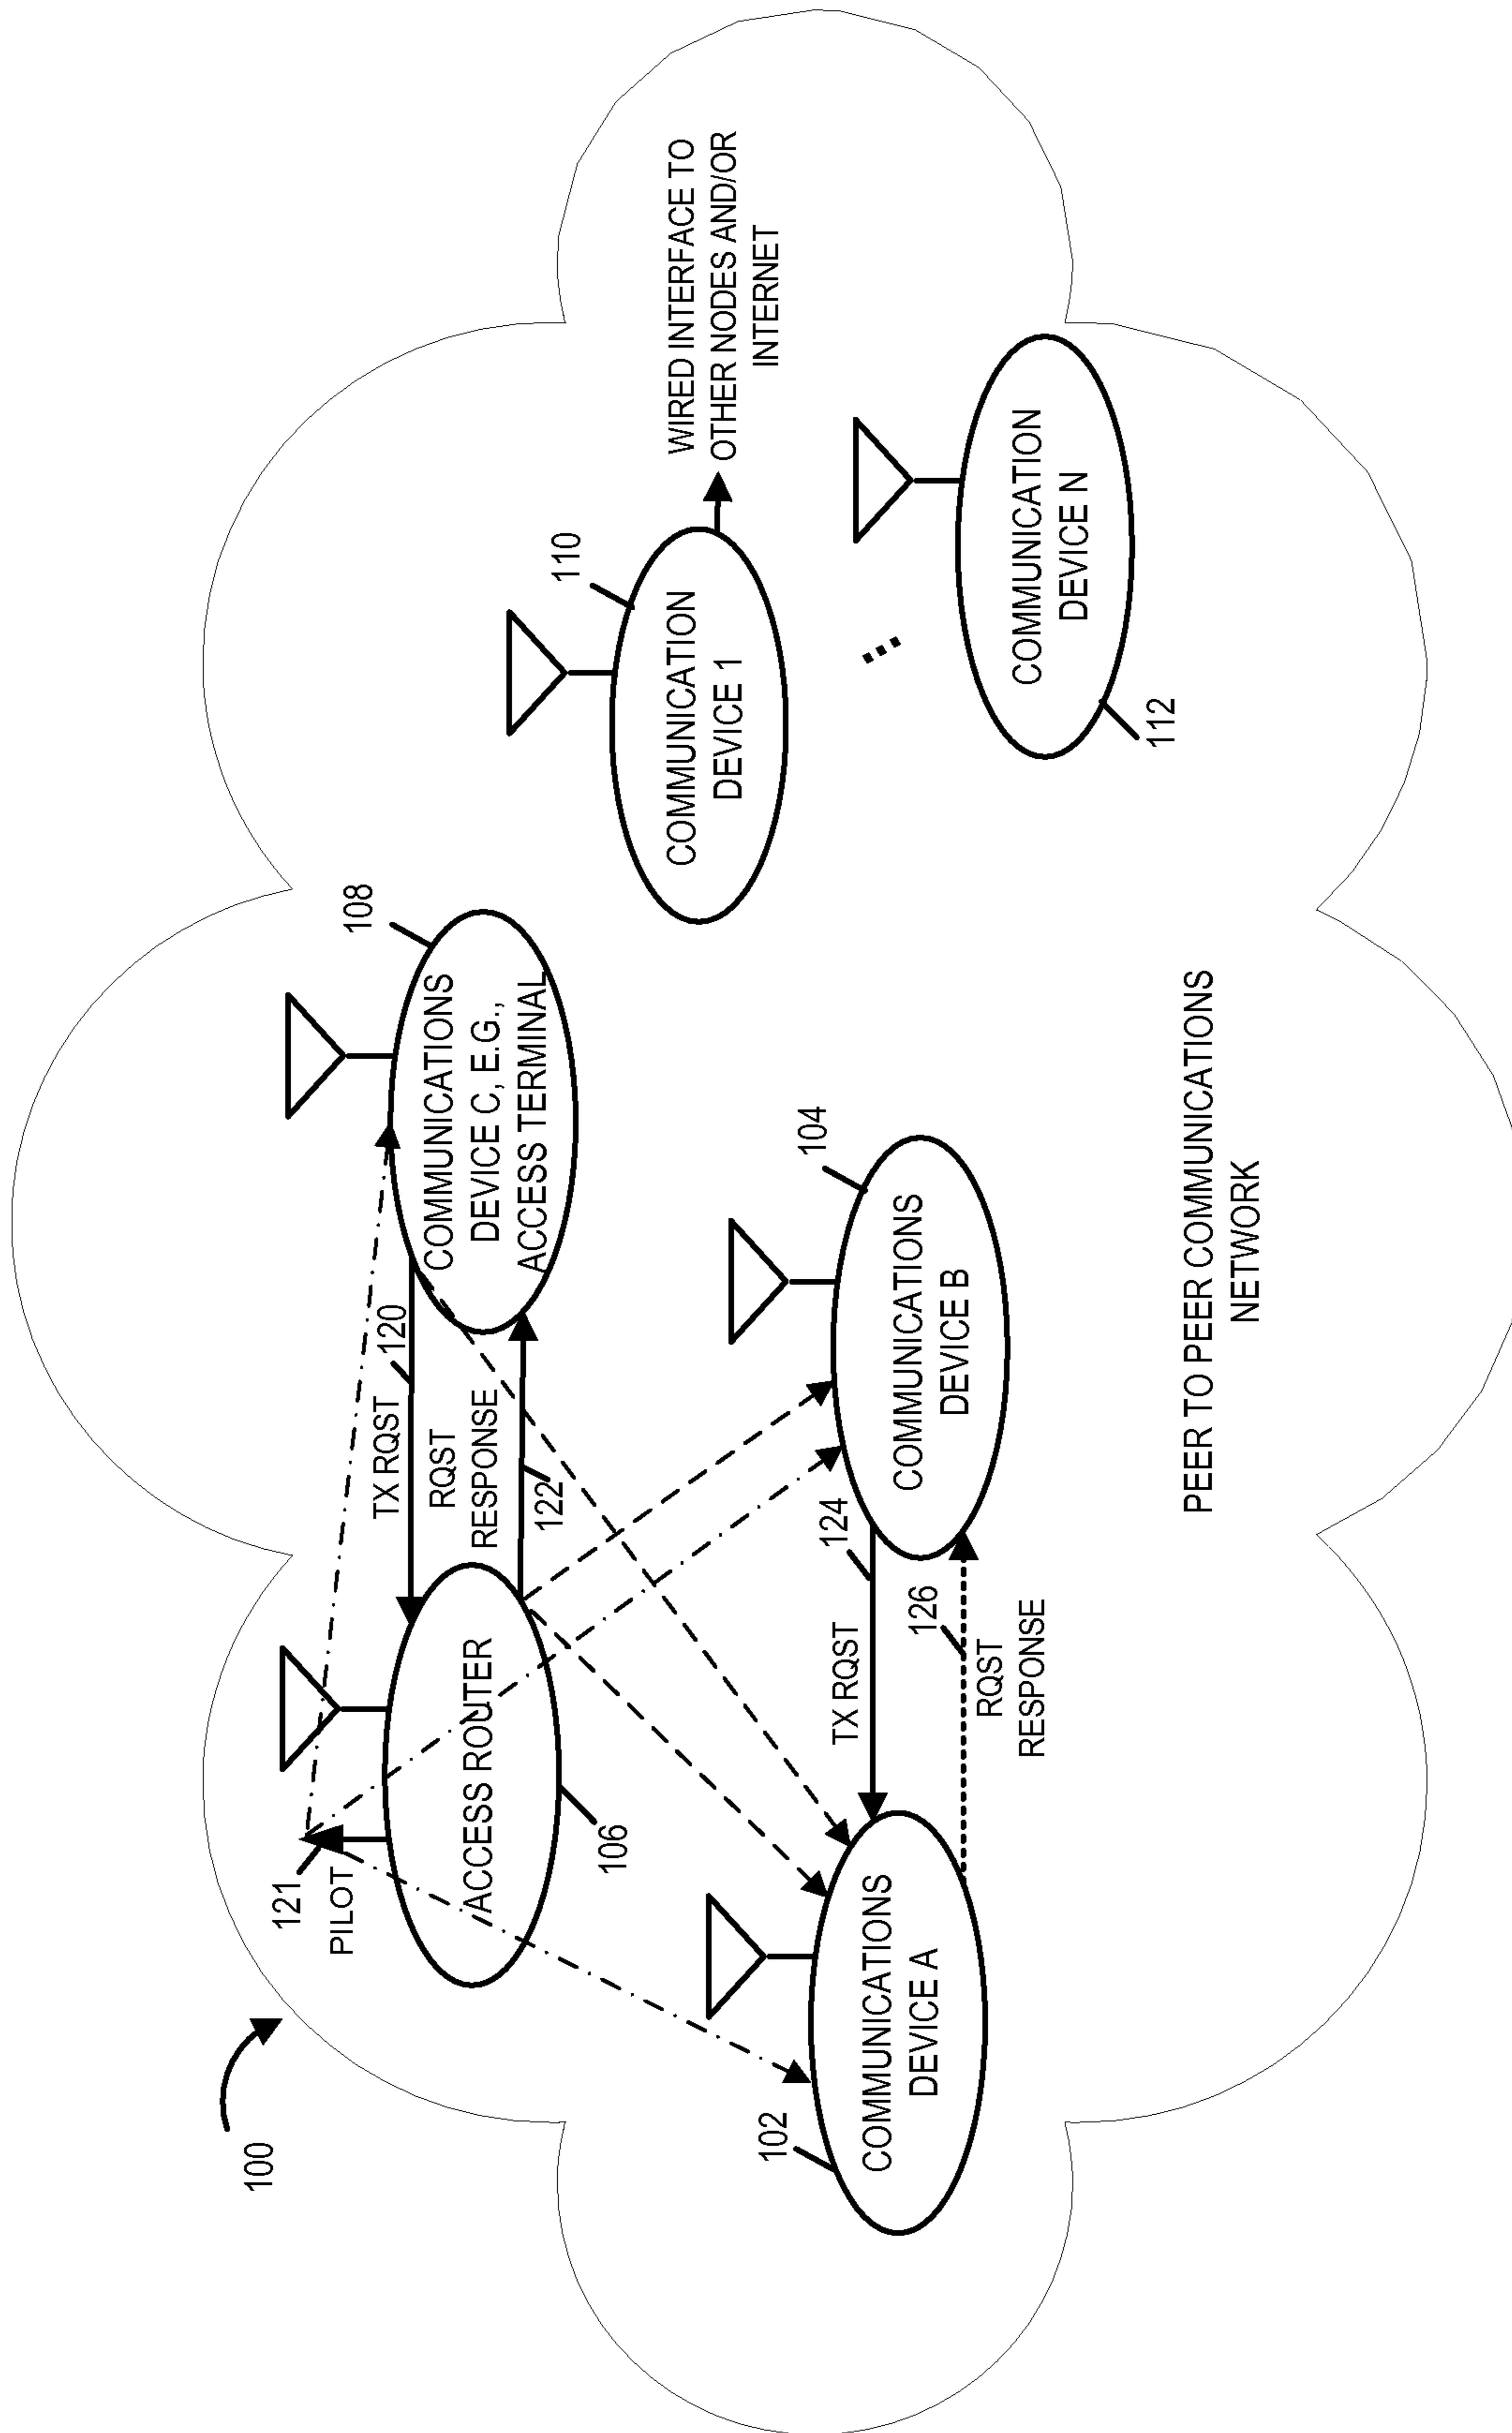 100
121
PILOT
ACCESS ROUTER
106
TX RQST
120
RQST
RESPONSE
122
108
COMMUNICATIONS
DEVICE C, E.G.,
ACCESS TERMINAL
110
COMMUNICATION
DEVICE 1
WIRED INTERFACE TO
OTHER NODES AND/OR
INTERNET
COMMUNICATION
DEVICE N
112
102
COMMUNICATIONS
DEVICE A
TX RQST
124
126
RQST
RESPONSE
104
COMMUNICATIONS
DEVICE B
PEER TO PEER COMMUNICATIONS
NETWORK